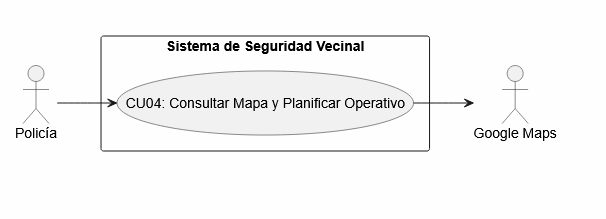 Sistema de Seguridad Vecinal
CU04: Consultar Mapa y Planificar Operativo
Policía
Google Maps